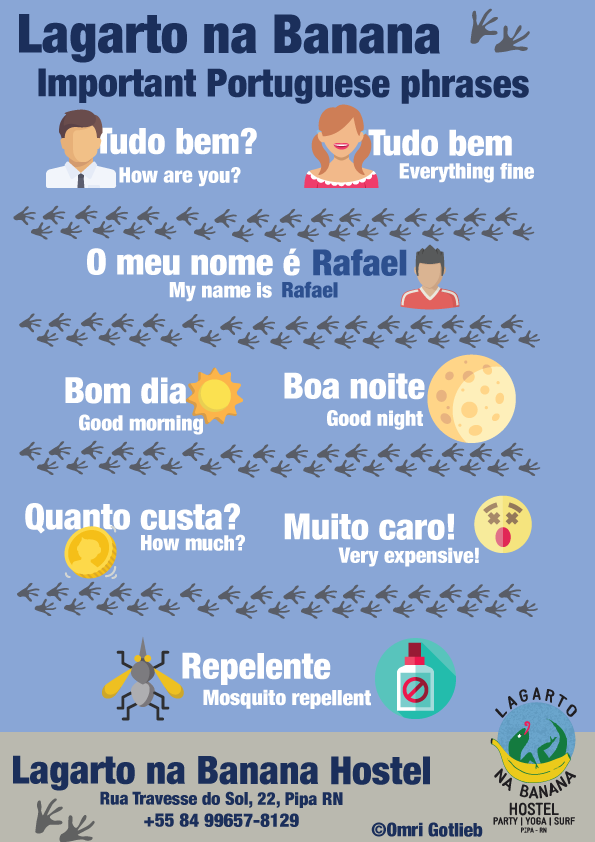 Lagarto na Banana
Important Portuguese phrases
Tudo bem?
How are you?
Tudo bem
Everything fine
O meu nome é Rafael
My name is Rafael
Bom dia
Good morning
Boa noite
Good night
Quanto custa?
How much?
Muito caro!
Very expensive!
Repelente
Mosquito repellent
Lagarto na Banana Hostel
Rua Travesse do Sol, 22, Pipa RN
+55 84 99657-8129
©Omri Gotlieb
LAGARTO
NA BANANA
HOSTEL
PARTY | YOGA | SURF
PIPA - RN